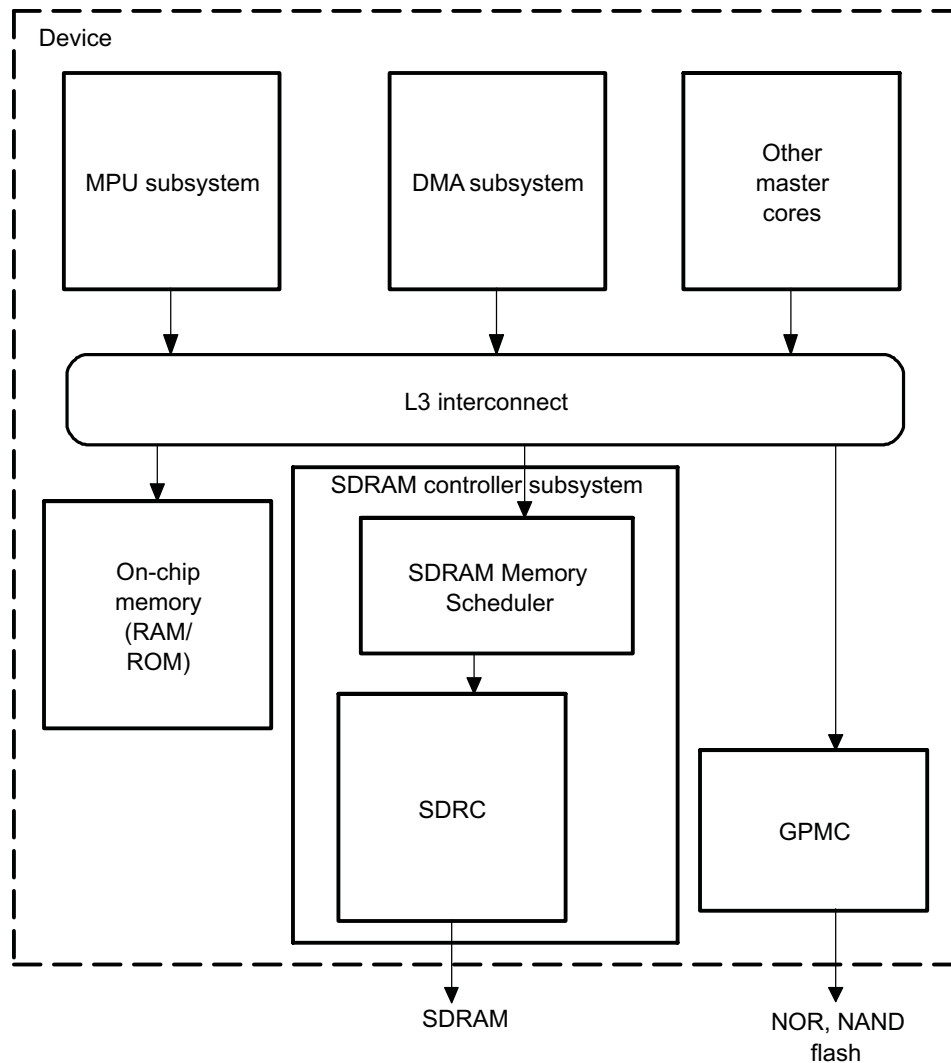 Device
MPU subsystem
DMA subsystem
Other
master
cores
L3 interconnect
SDRAM controller subsystem
On-chip
memory
(RAM/
ROM)
SDRAM Memory
Scheduler
SDRC
GPMC
SDRAM
NOR, NAND
flash